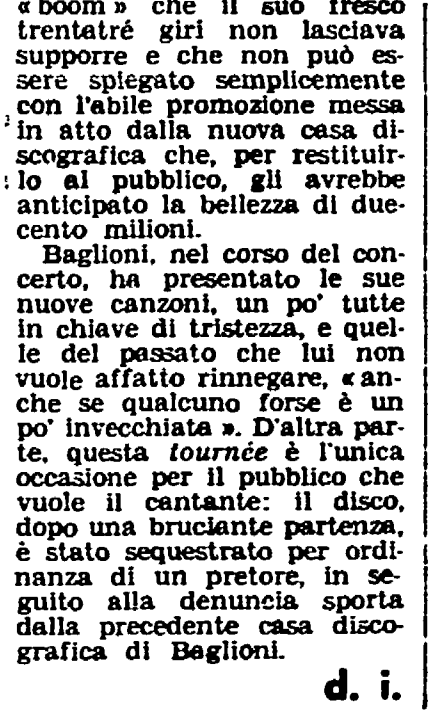 « boom » che il suo fresco
trentatré giri non lasciava
supporre e che non può es-
sere spiegato semplicemente
con l'abile promozione messa
in atto dalla nuova casa di-
scografica che, per restituir-
lo al pubblico, gli avrebbe
anticipato la bellezza di due-
cento milioni.
Baglioni, nel corso del con-
certo, ha presentato le sue
nuove canzoni, un po' tutte
in chiave di tristezza, e quel-
le del passato che lui non
vuole affatto rinnegare, « an-
che se qualcuno forse è un
po' invecchiata ». D'altra par-
te, questa tournée è l'unica
occasione per il pubblico che
vuole il cantante: il disco,
dopo una bruciante partenza,
è stato sequestrato per ordi-
nanza di un pretore, in se-
guito alla denuncia sporta
dalla precedente casa disco-
grafica di Baglioni.
d. i.